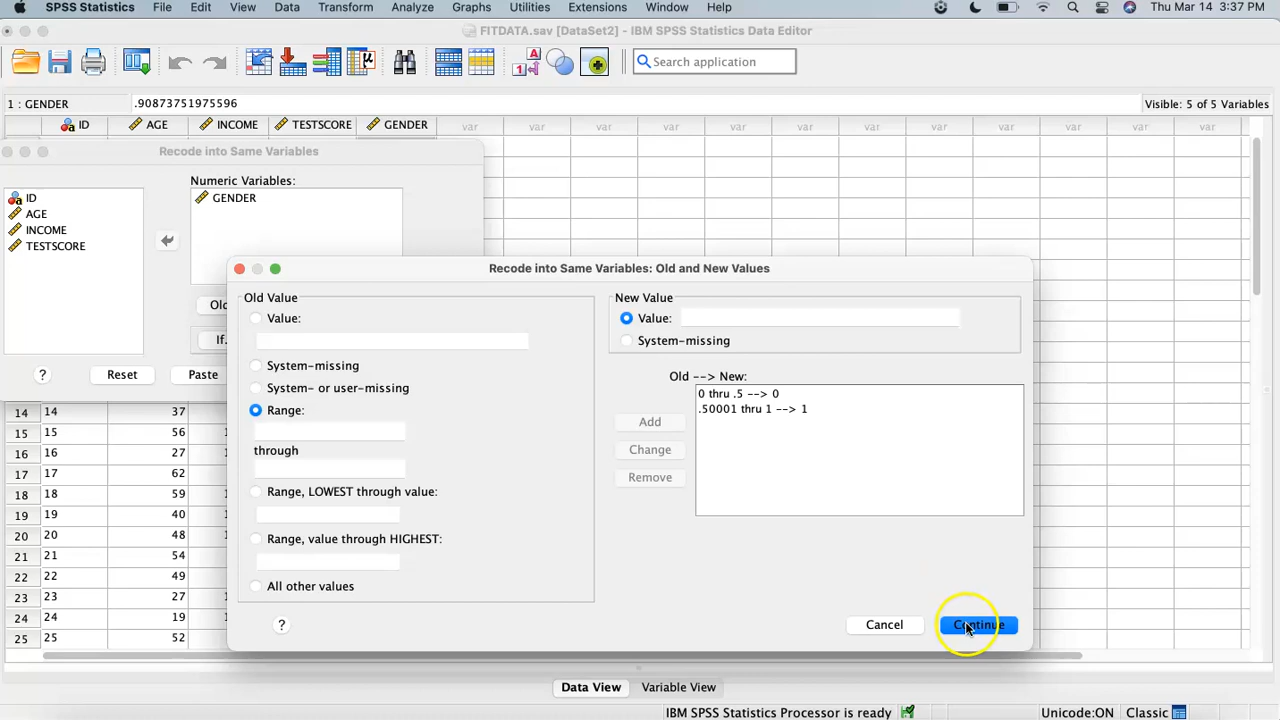 SPSS Statistics File Edit View Data Transform Analyze Graphs Utilities Extensions Window Help Thu Mar 14 3:37 PM
FITDATA.sav [DataSet2] – IBM SPSS Statistics Data Editor
Search application
1 : GENDER .90873751975596 Visible: 5 of 5 Variables
ID AGE INCOME TESTSCORE GENDER var var var var var var var var var var var var
Recode into Same Variables
Numeric Variables:
ID
AGE
INCOME
TESTSCORE
GENDER
Reset Paste
Recode into Same Variables: Old and New Values
Old Value
Value:
System-missing
System- or user-missing
Range:
through
Range, LOWEST through value:
Range, value through HIGHEST:
All other values
New Value
Value:
System-missing
Old --> New:
0 thru .5 --> 0
.50001 thru 1 --> 1
Add
Change
Remove
? Cancel Continue
14 14 37
15 15 56
16 16 27
17 17 62
18 18 59
19 19 40
20 20 48
21 21 54
22 22 49
23 23 27
24 24 19
25 25 52
Data View Variable View
IBM SPSS Statistics Processor is ready Unicode:ON Classic